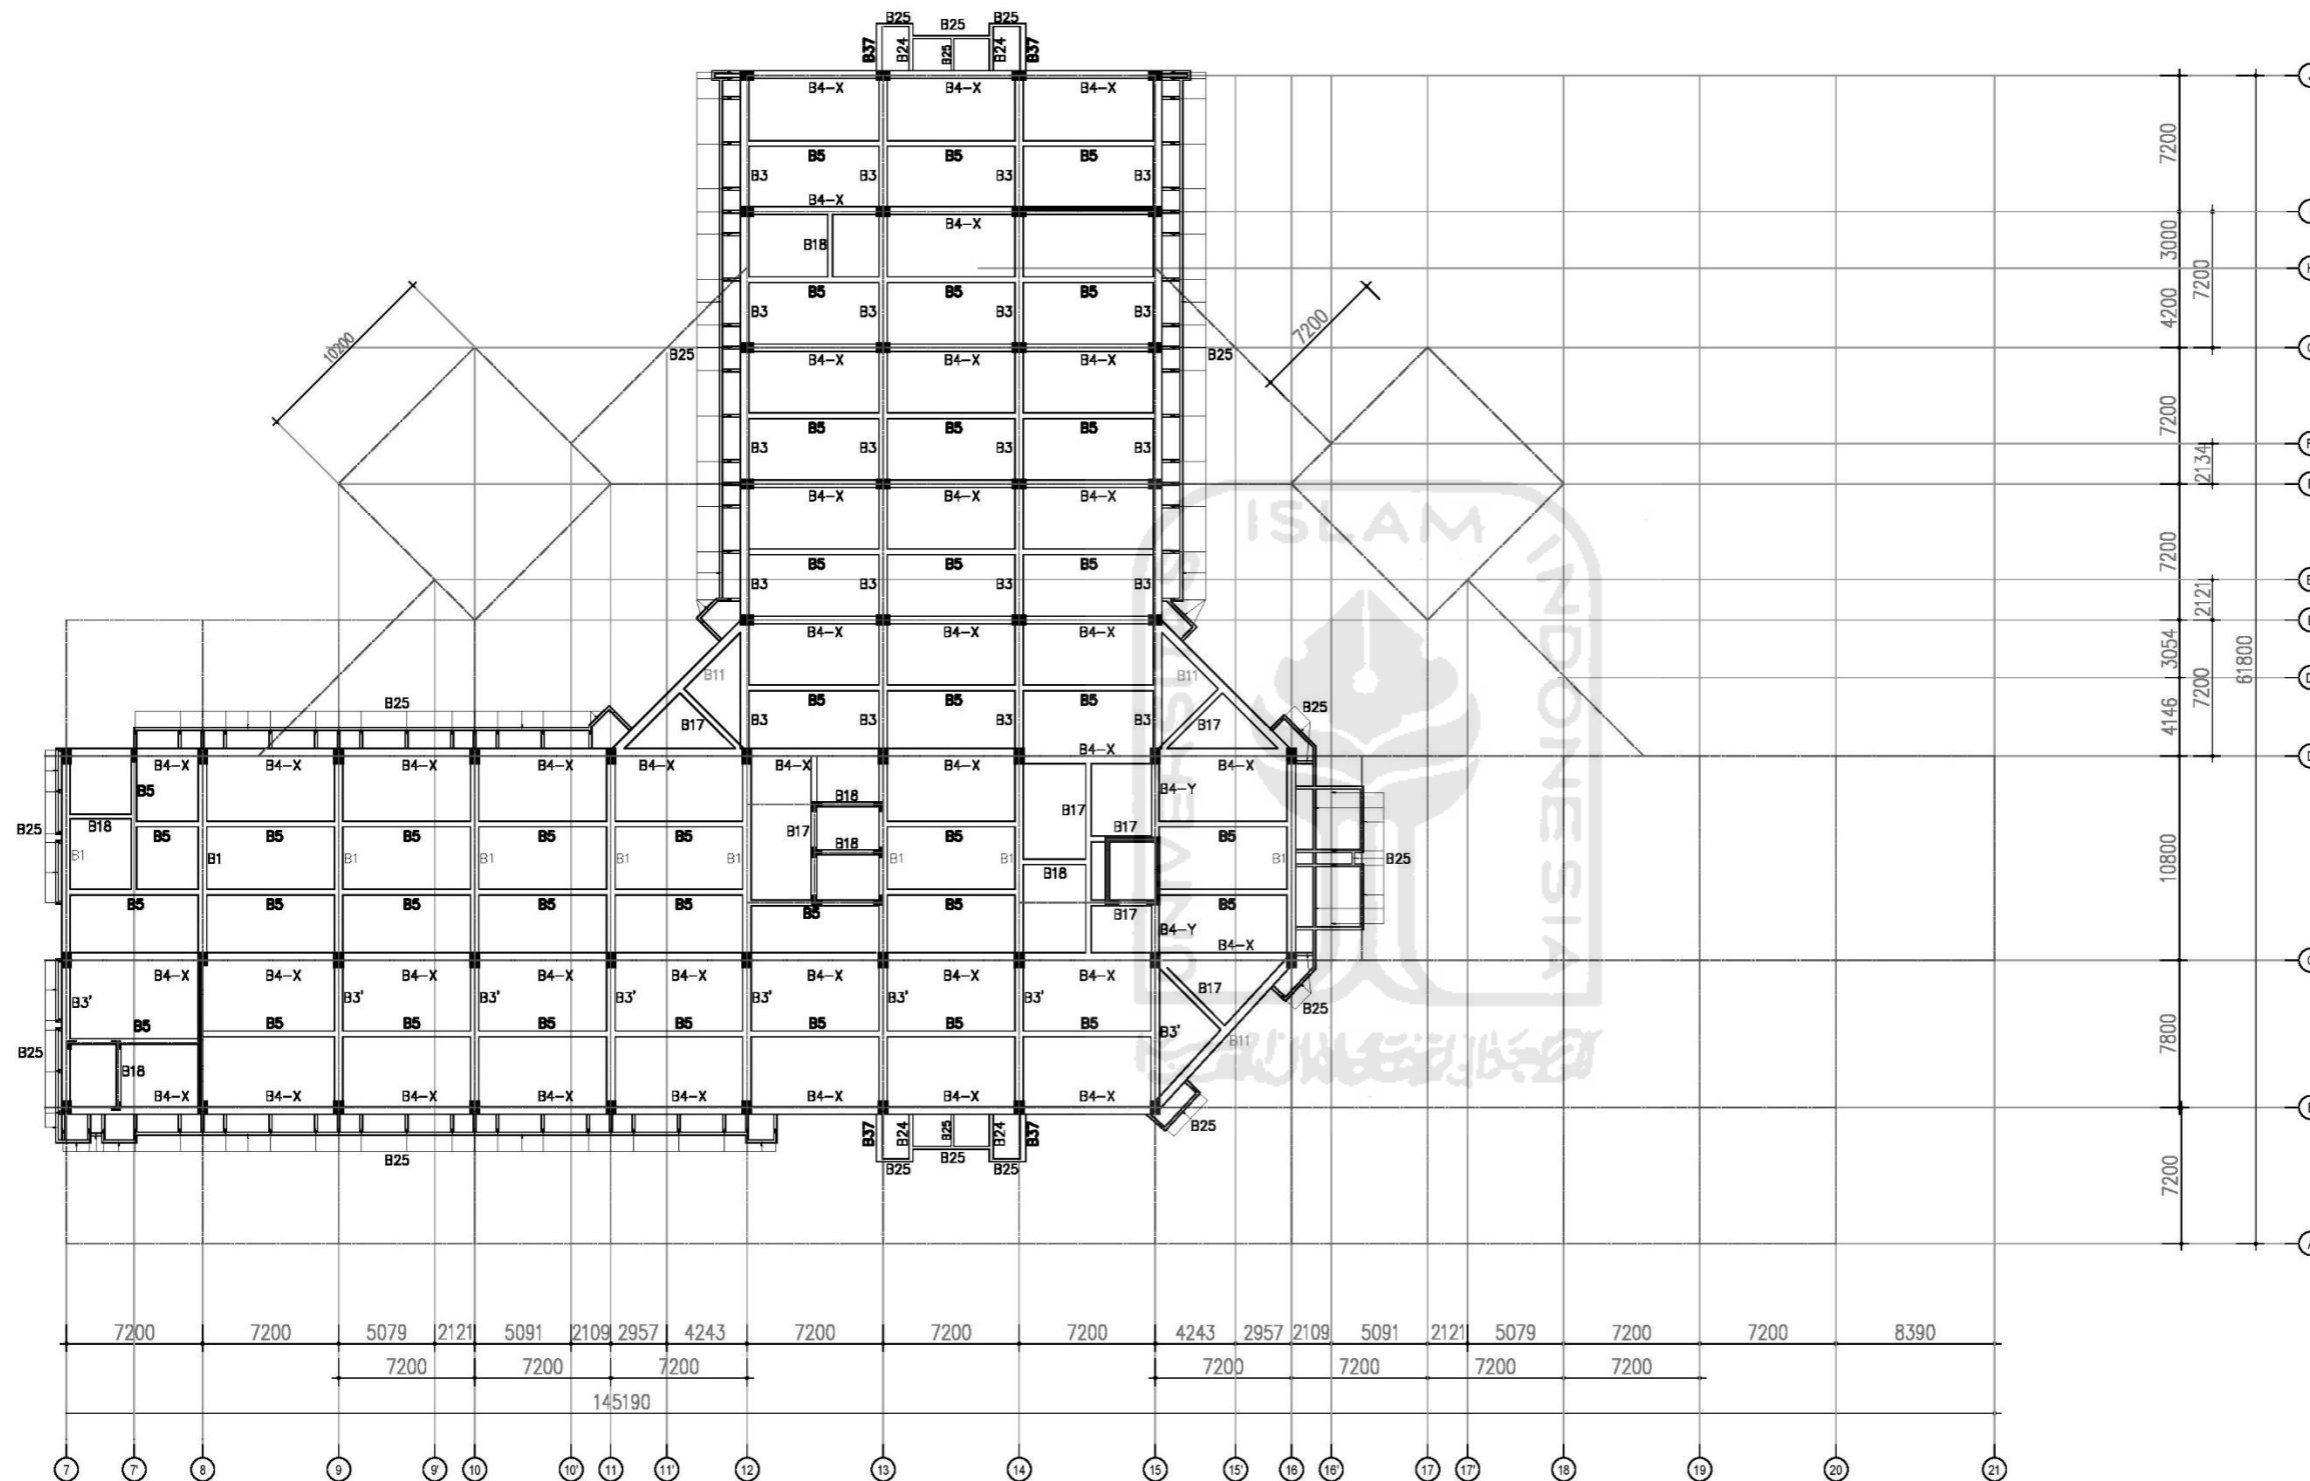 B25 B25 B25
B37 B24 B25 B24 B37
B4-X B4-X B4-X
7200
B5 B5 B5
B3 B3 B3 B3
B4-X
B4-X
B18
3000
7200
B5 B5 B5
B3 B3 B3 B3
4200
10200
7200
B25 B25
B4-X B4-X B4-X
7200
B5 B5 B5
B3 B3 B3 B3
2134
B4-X B4-X B4-X
ISLAM
INDONESIA
7200
B5 B5 B5
B3 B3 B3 B3
2121
B4-X B4-X B4-X
3054
61800
B11 B11
7200
B5 B5 B5
B25 B25
B17 B3 B3 B3 B3 B17
4146
B4-X
B4-X B4-X B4-X B4-X B4-X B4-X B4-X B4-X
B5 B18 B17 B4-Y
B25 B18 B5 B5 B5 B5 B5 B17 B18 B5 B17 B5
B1 B1 B1 B1 B1 B1 B1 B1 B1 B25
10800
B18
B5 B5 B5 B5 B5 B5 B5 B17 B5
B4-Y
B4-X
B4-X B4-X B4-X B4-X B4-X B4-X B4-X B4-X
B3' B3' B3' B3' B3' B3' B3' B17
B25
B5 B5 B5 B5 B5 B5 B5 B5 B3'
B11
7800
B25
B18
B4-X B4-X B4-X B4-X B4-X B4-X B4-X B4-X
B25
B37 B24 B25 B24 B37
B25 B25 B25 B25
7200
7200 7200 5079 2121 5091 2109 2957 4243 7200 7200 7200 4243 2957 2109 5091 2121 5079 7200 7200 8390
7200 7200 7200 7200 7200 7200 7200
145190
7 7' 8 9 9' 10 10' 11 11' 12 13 14 15 15' 16 16' 17 17' 18 19 20 21